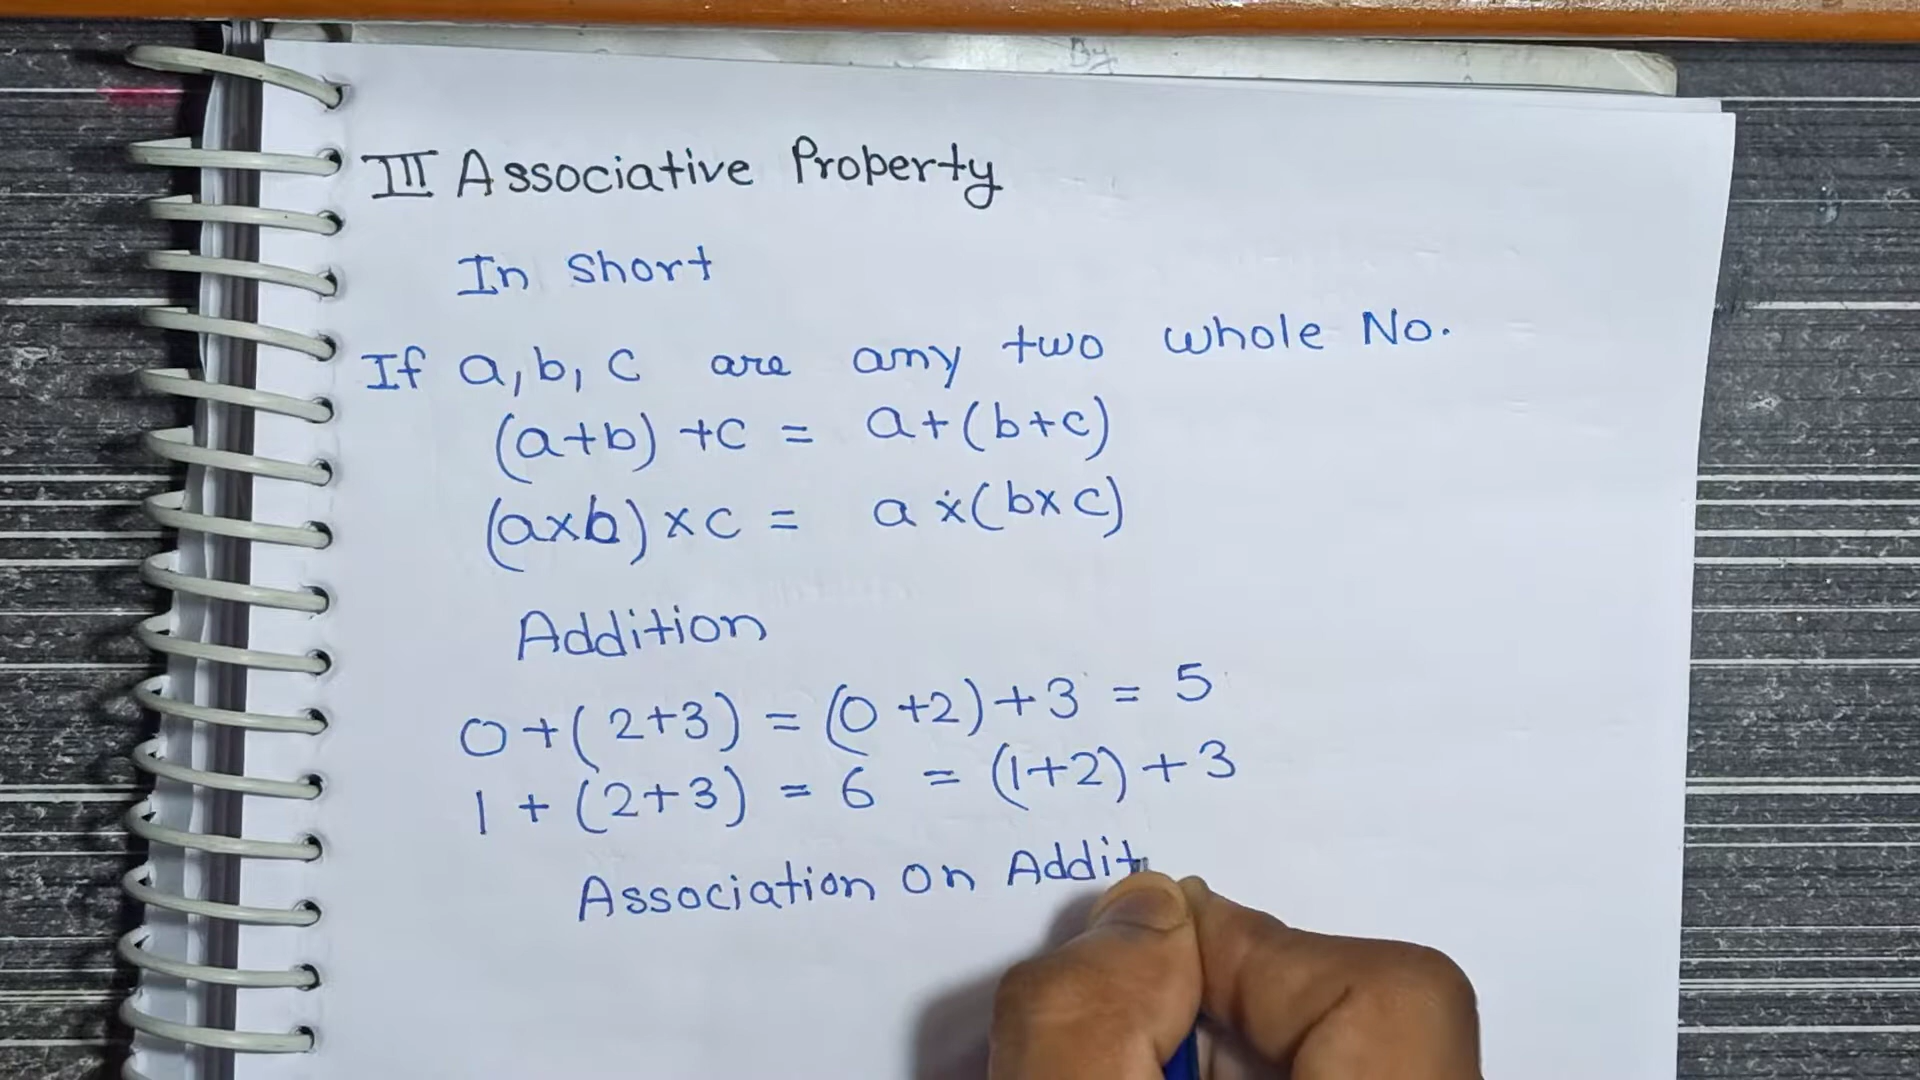 By
III Associative Property
In short
If a, b, c are any two whole No.
(a+b) +c = a+(b+c)
(a×b) ×c = a×(b×c)
Addition
0+(2+3) = (0+2)+3 = 5
1+(2+3) = 6 = (1+2)+3
Association on Addit